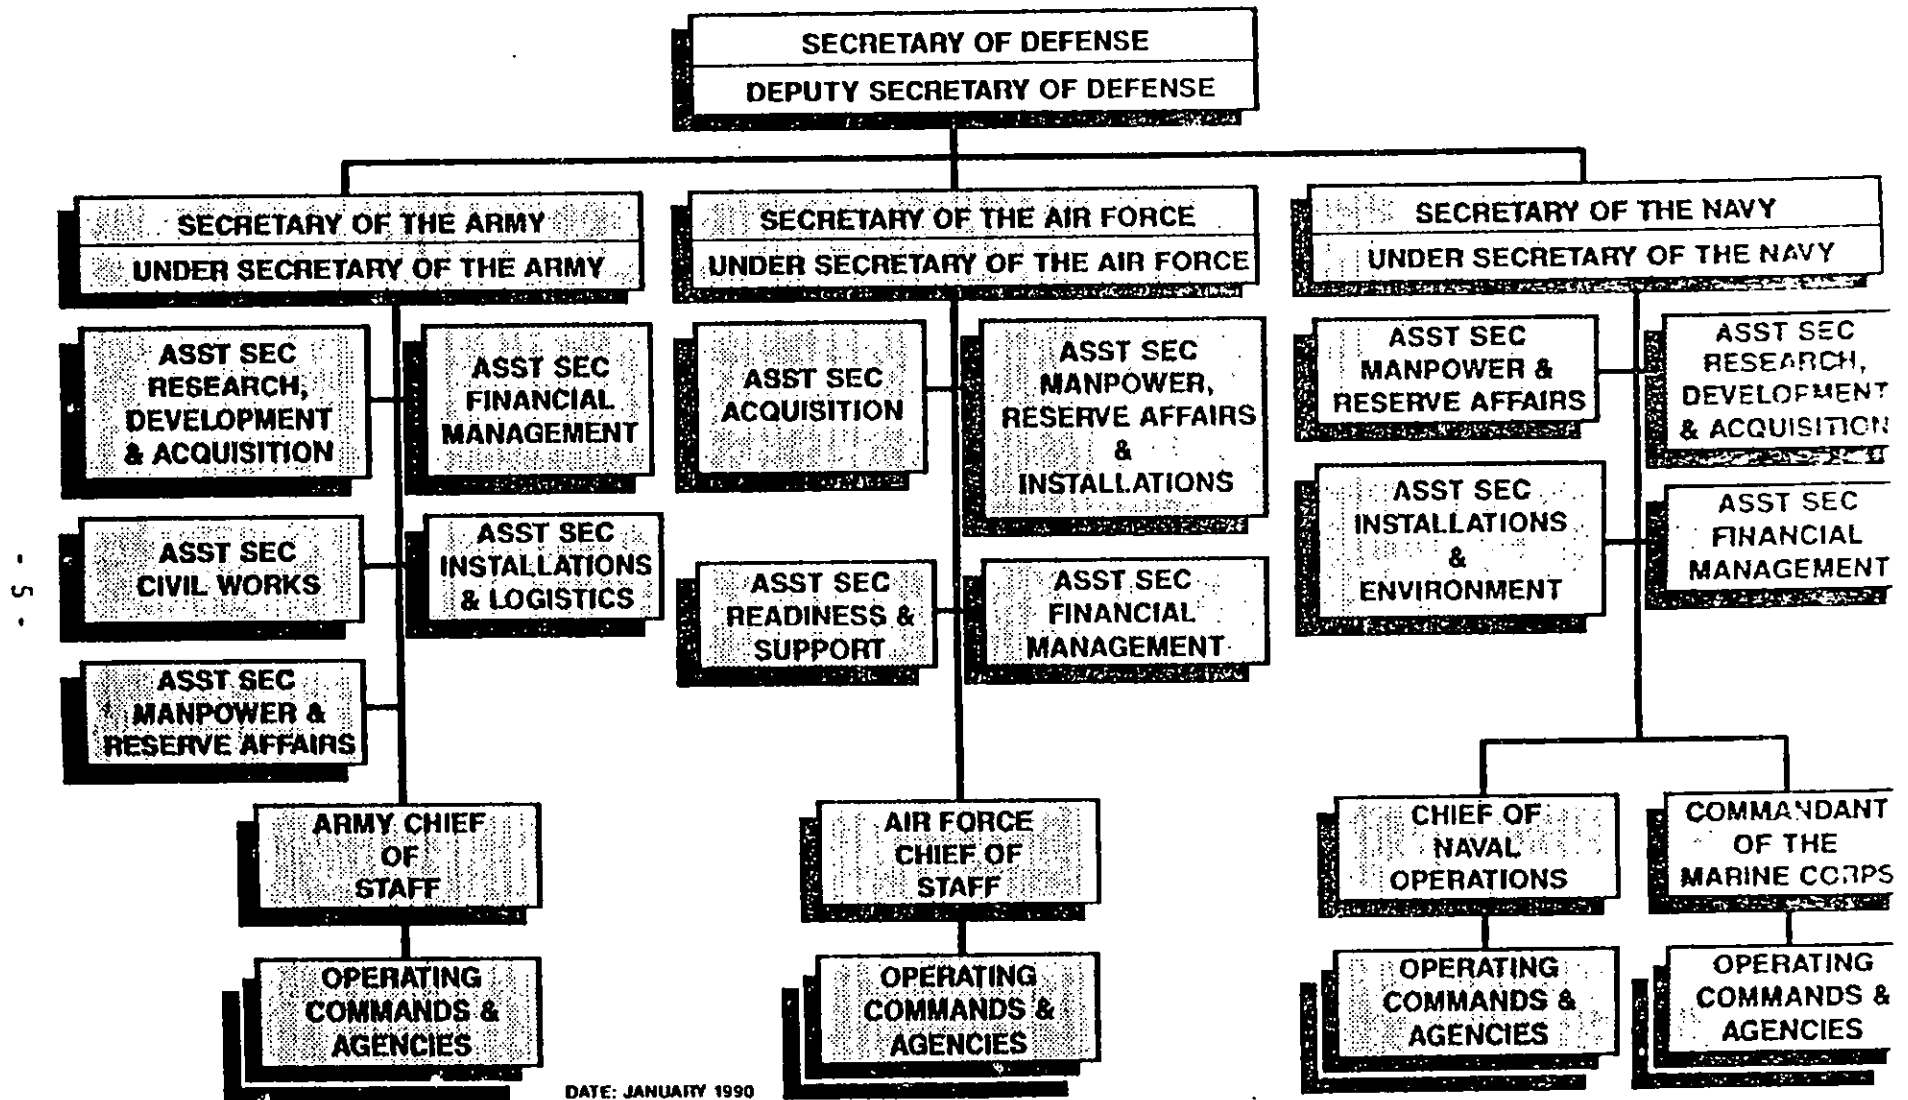 SECRETARY OF DEFENSE
DEPUTY SECRETARY OF DEFENSE
SECRETARY OF THE ARMY
UNDER SECRETARY OF THE ARMY
SECRETARY OF THE AIR FORCE
UNDER SECRETARY OF THE AIR FORCE
SECRETARY OF THE NAVY
UNDER SECRETARY OF THE NAVY
ASST SEC
RESEARCH,
DEVELOPMENT
& ACQUISITION
ASST SEC
FINANCIAL
MANAGEMENT
ASST SEC
CIVIL WORKS
ASST SEC
INSTALLATIONS
& LOGISTICS
ASST SEC
MANPOWER &
RESERVE AFFAIRS
ASST SEC
ACQUISITION
ASST SEC
MANPOWER,
RESERVE AFFAIRS
&
INSTALLATIONS
ASST SEC
READINESS &
SUPPORT
ASST SEC
FINANCIAL
MANAGEMENT
ASST SEC
MANPOWER &
RESERVE AFFAIRS
ASST SEC
RESEARCH,
DEVELOPMENT
& ACQUISITION
ASST SEC
INSTALLATIONS
&
ENVIRONMENT
ASST SEC
FINANCIAL
MANAGEMENT
ARMY CHIEF
OF
STAFF
AIR FORCE
CHIEF OF
STAFF
CHIEF OF
NAVAL
OPERATIONS
COMMANDANT
OF THE
MARINE CORPS
OPERATING
COMMANDS &
AGENCIES
OPERATING
COMMANDS &
AGENCIES
OPERATING
COMMANDS &
AGENCIES
OPERATING
COMMANDS &
AGENCIES
DATE: JANUARY 1990
- 5 -